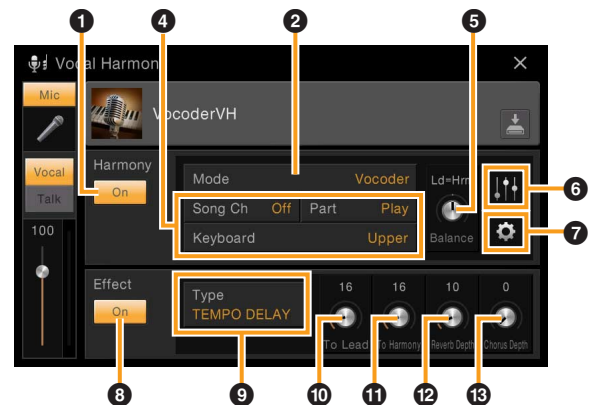 1 4 2 5
Vocal Harmon
Mic
VocoderVH
Vocal
Talk
100
Harmony
On
Mode Vocoder
Song Ch Off Part Play
Keyboard Upper
Ld=Hrm
Balance
6
7
Effect
On
Type
TEMPO DELAY
16 16 10 0
To Lead To Harmony Reverb Depth Chorus Depth
8 9 10 11 12 13